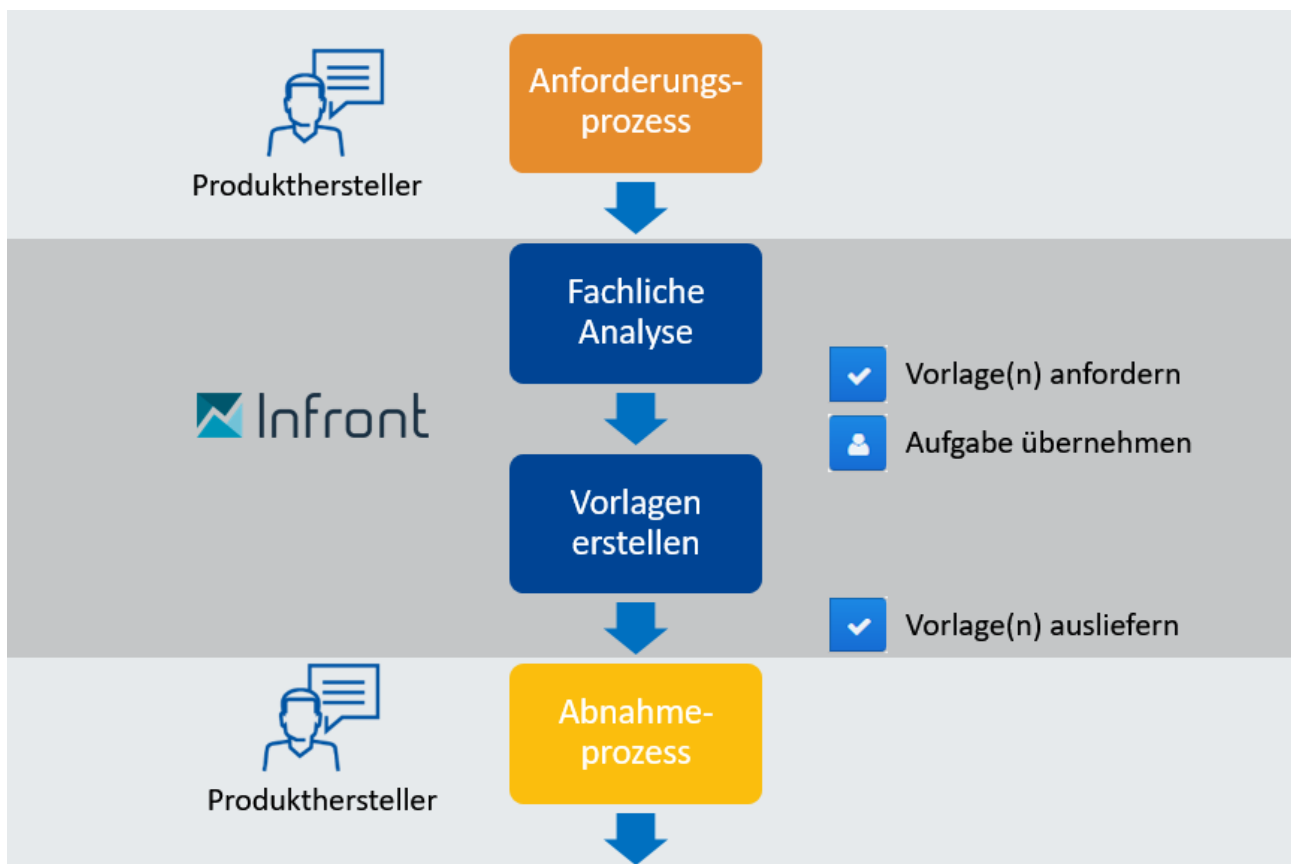 Anforderungs-
prozess
Produkthersteller
Fachliche
Analyse
Vorlage(n) anfordern
Infront
Aufgabe übernehmen
Vorlagen
erstellen
Vorlage(n) ausliefern
Abnahme-
prozess
Produkthersteller